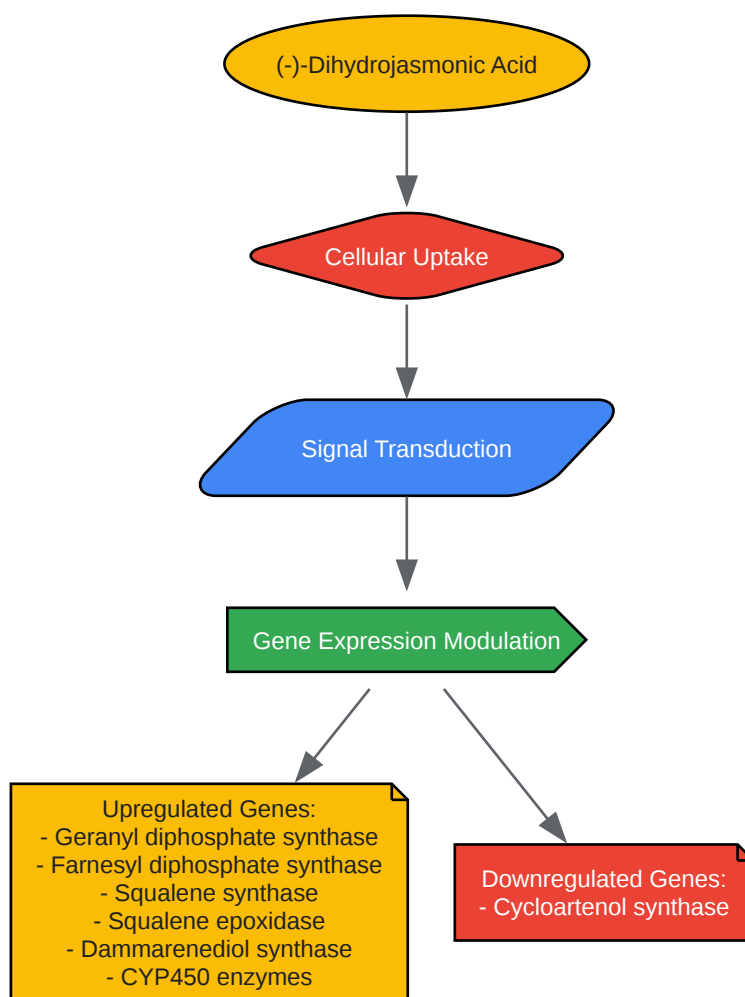 (-)-Dihydrojasmonic Acid
Cellular Uptake
Signal Transduction
Gene Expression Modulation
Upregulated Genes:
- Geranyl diphosphate synthase
- Farnesyl diphosphate synthase
- Squalene synthase
- Squalene epoxidase
- Dammarenediol synthase
- CYP450 enzymes
Downregulated Genes:
- Cycloartenol synthase